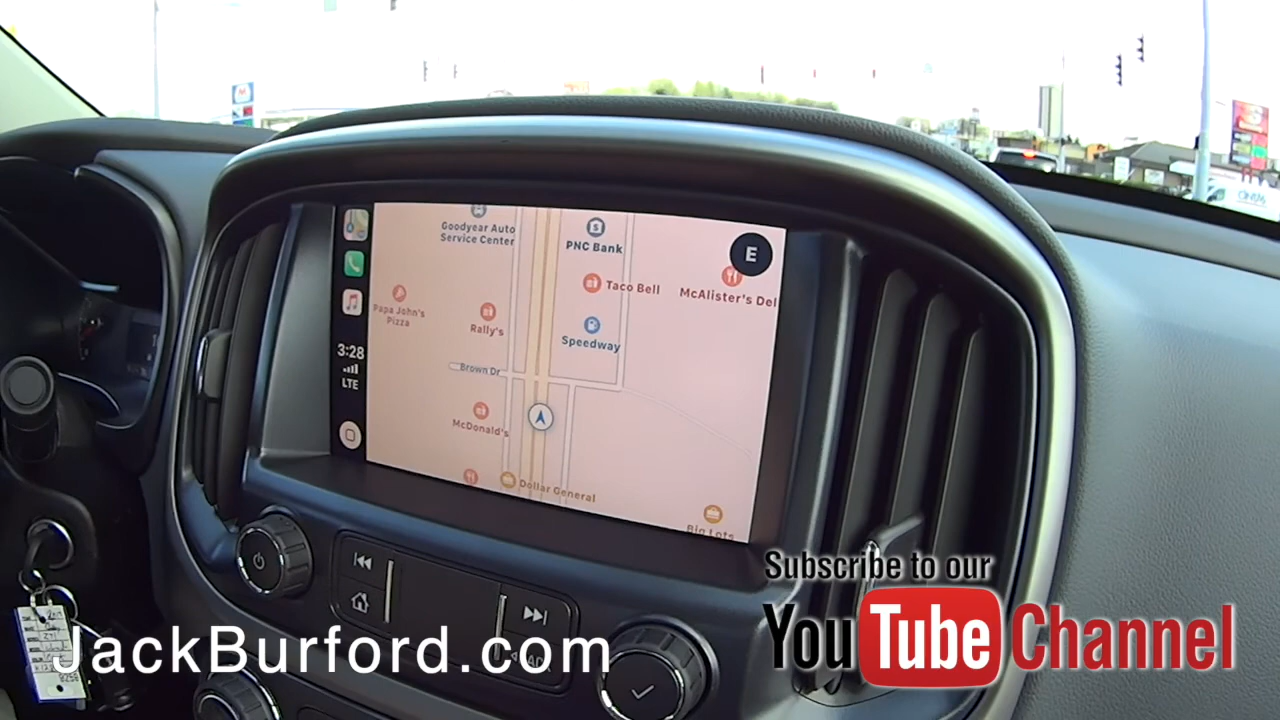 Goodyear Auto
Service Center
PNC Bank
E
Taco Bell
McAlister's Del
Papa John's
Pizza
Rally's
Speedway
3:28
LTE
Brown Dr
McDonald's
Dollar General
Big Lots
Subscribe to our
YouTube Channel
JackBurford.com